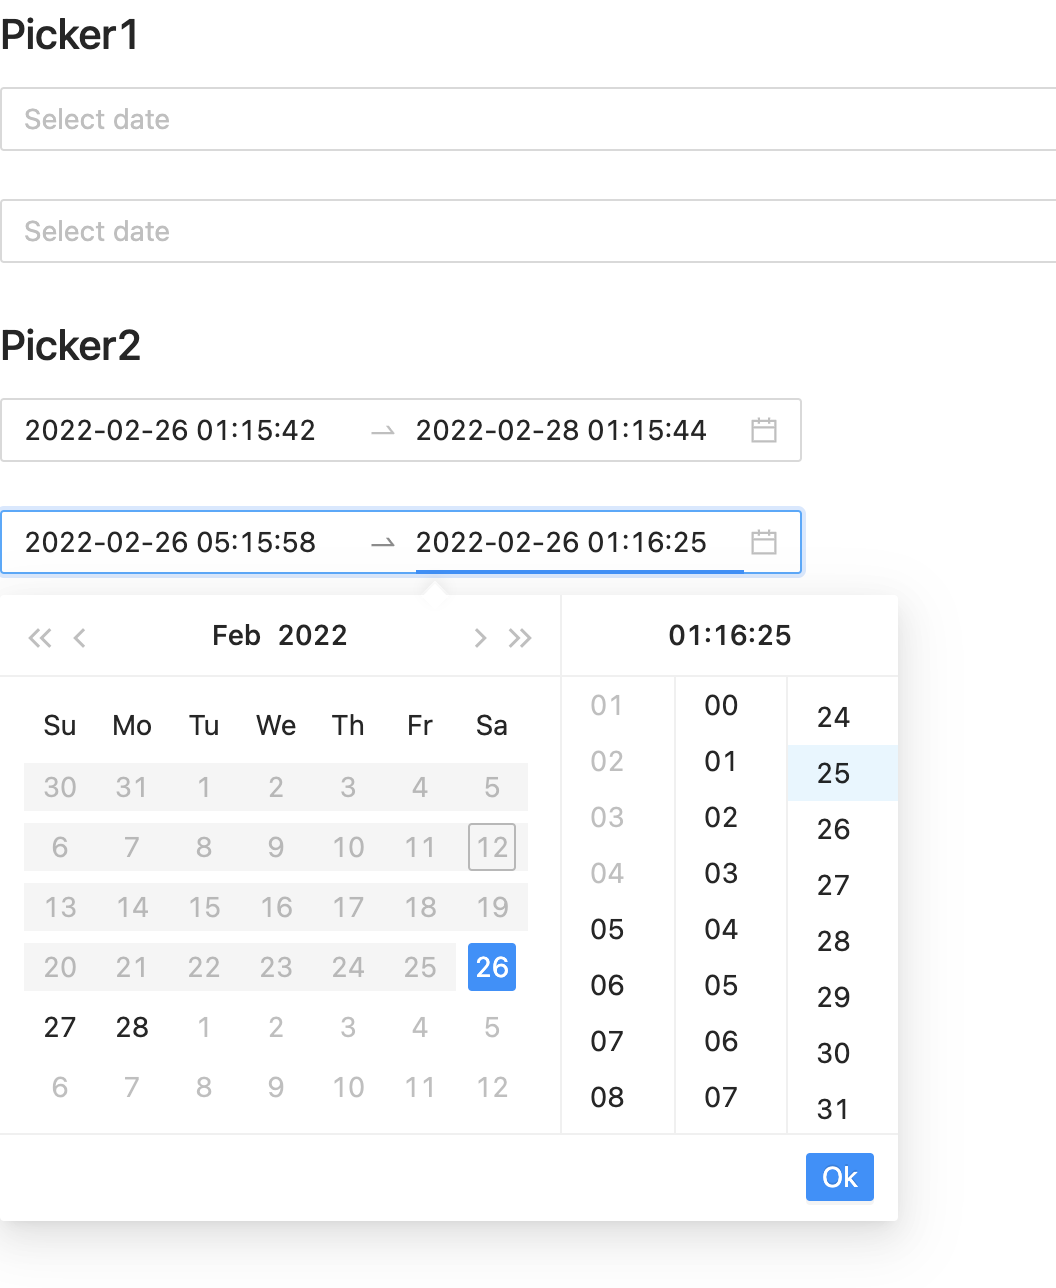 Picker1
Select date
Select date
Picker2
2022-02-26 01:15:42 → 2022-02-28 01:15:44
2022-02-26 05:15:58 → 2022-02-26 01:16:25
Feb 2022
Su Mo Tu We Th Fr Sa
30 31 1 2 3 4 5
6 7 8 9 10 11 12
13 14 15 16 17 18 19
20 21 22 23 24 25 26
27 28 1 2 3 4 5
6 7 8 9 10 11 12
01:16:25
01 00 24
02 01 25
03 02 26
04 03 27
05 04 28
06 05 29
07 06 30
08 07 31
Ok